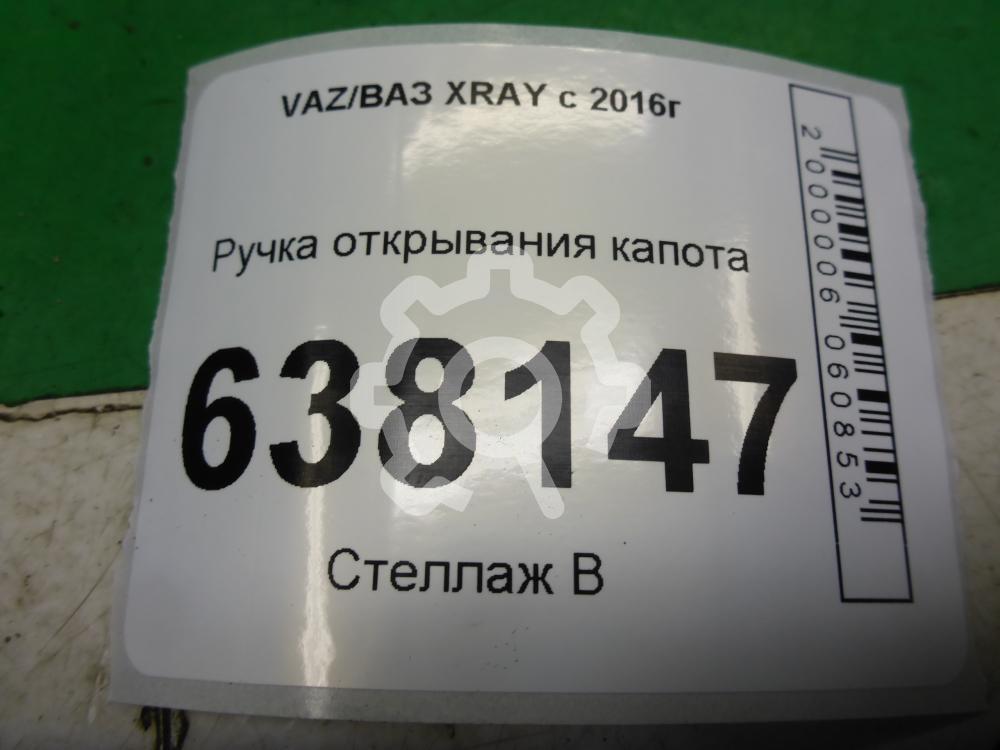 VAZ/ВАЗ XRAY с 2016г
Ручка открывания капота
638147
Стеллаж В
2000006060853